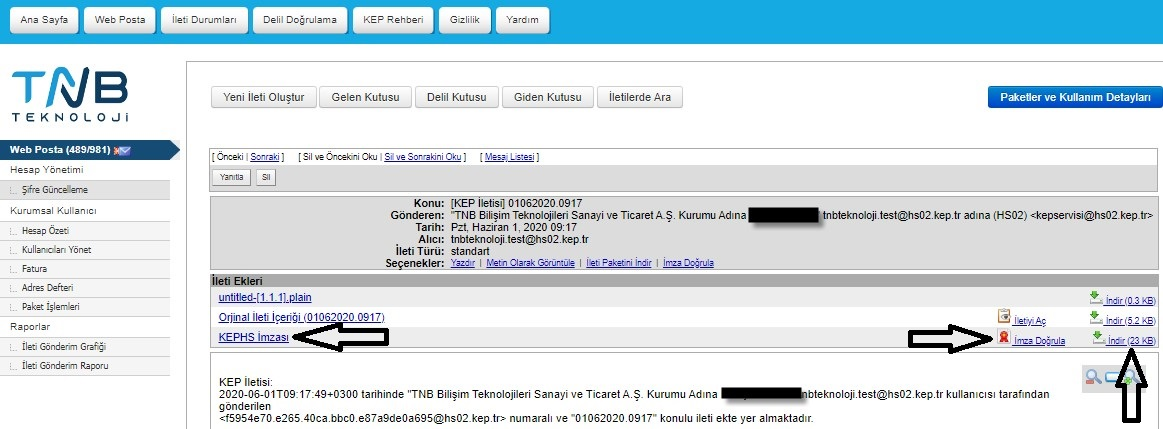 Ana Sayfa
Web Posta
İleti Durumları
Delil Doğrulama
KEP Rehberi
Gizlilik
Yardım
TNB
TEKNOLOJİ
Web Posta (489/981)
Hesap Yönetimi
Şifre Güncelleme
Kurumsal Kullanıcı
Hesap Özeti
Kullanıcıları Yönet
Fatura
Adres Defteri
Paket İşlemleri
Raporlar
İleti Gönderim Grafiği
İleti Gönderim Raporu
Yeni İleti Oluştur
Gelen Kutusu
Delil Kutusu
Giden Kutusu
İletilerde Ara
Paketler ve Kullanım Detayları
[ Önceki | Sonraki ] [ Sil ve Öncekini Oku | Sil ve Sonrakini Oku ] [ Mesaj Listesi ]
Yanıtla Sil
Konu: [KEP İletisi] 01062020.0917
Gönderen: "TNB Bilişim Teknolojileri Sanayi ve Ticaret A.Ş. Kurumu Adına tnbteknoloji.test@hs02.kep.tr adına (HS02) <kepservisi@hs02.kep.tr>
Tarih: Pzt, Haziran 1, 2020 09:17
Alıcı: tnbteknoloji.test@hs02.kep.tr
İleti Türü: standart
Seçenekler: Yazdır | Metin Olarak Görüntüle | İleti Paketini İndir | İmza Doğrula
İleti Ekleri
untitled-[1.1.1].plain İndir (0.3 KB)
Orjinal İleti İçeriği (01062020.0917) İletiyi Aç İndir (5.2 KB)
KEPHS İmzası İmza Doğrula İndir (23 KB)
KEP İletisi:
2020-06-01T09:17:49+0300 tarihinde "TNB Bilişim Teknolojileri Sanayi ve Ticaret A.Ş. Kurumu Adına nbteknoloji.test@hs02.kep.tr kullanıcısı tarafından
gönderilen
<f5954e70.e265.40ca.bbc0.e87a9de0a695@hs02.kep.tr> numaralı ve "01062020.0917" konulu ileti ekte yer almaktadır.